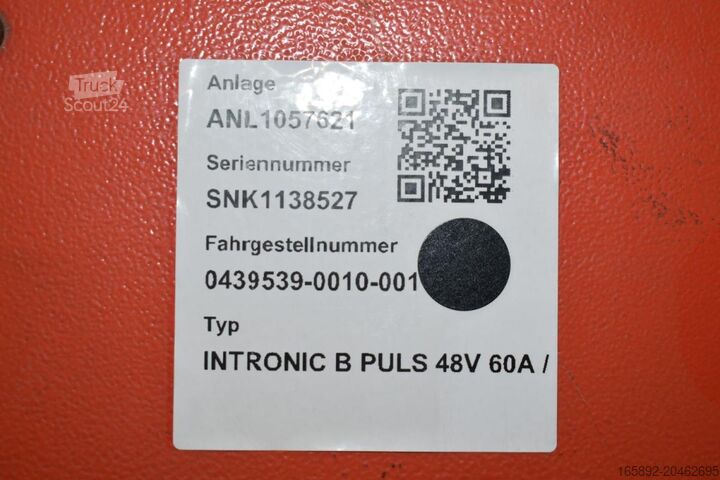 Truck
Scout24
Anlage
ANL1057621
Seriennummer
SNK1138527
Fahrgestellnummer
0439539-0010-001
Typ
INTRONIC B PULS 48V 60A /
165892-20462695